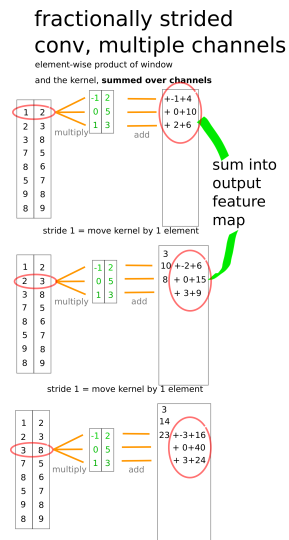 fractionally strided
conv, multiple channels
element-wise product of window
and the kernel, summed over channels
1 2
2 3
3 8
7 5
8 6
5 7
9 8
8 9
multiply
-1 2
0 5
1 3
add
+-1+4
+ 0+10
+ 2+6
sum into
output
feature
map
stride 1 = move kernel by 1 element
1 2
2 3
3 8
7 5
8 6
5 7
9 8
8 9
multiply
-1 2
0 5
1 3
add
3
10 +-2+6
8 + 0+15
+ 3+9
stride 1 = move kernel by 1 element
1 2
2 3
3 8
7 5
8 6
5 7
9 8
8 9
multiply
-1 2
0 5
1 3
add
3
14
23 +-3+16
+ 0+40
+ 3+24